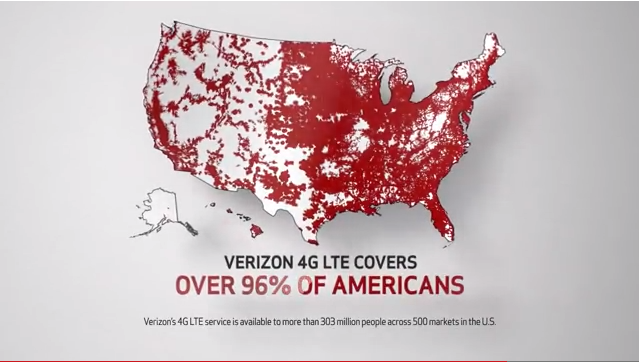 VERIZON 4G LTE COVERS
OVER 96% OF AMERICANS
Verizon's 4G LTE service is available to more than 303 million people across 500 markets in the U.S.